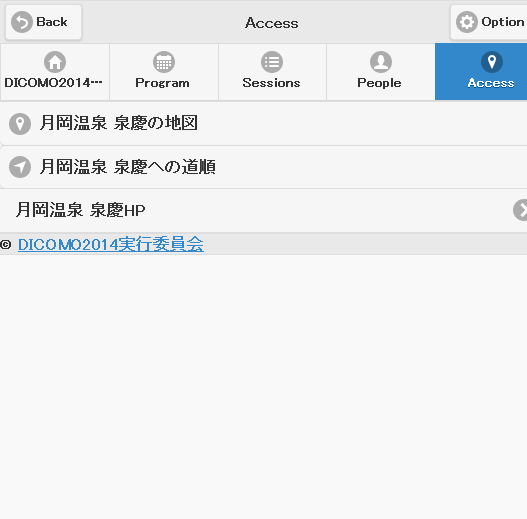 Back
Access
Option
DICOMO2014…
Program
Sessions
People
Access
月岡温泉 泉慶の地図
月岡温泉 泉慶への道順
月岡温泉 泉慶HP
© DICOMO2014実行委員会